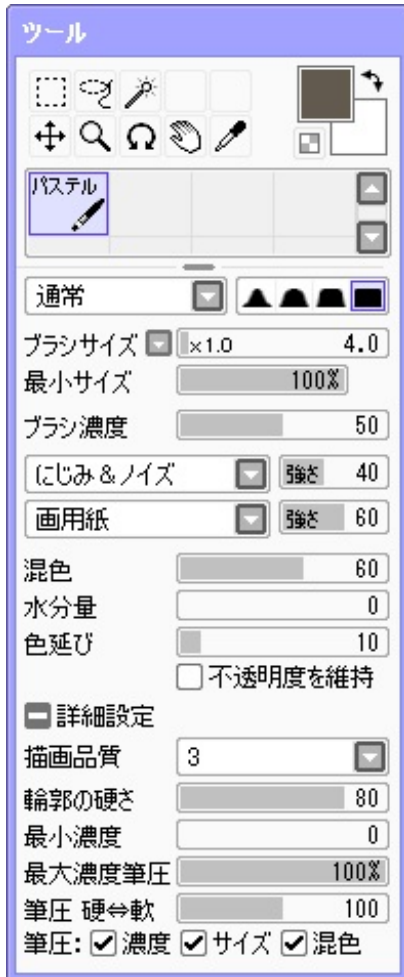 ツール
パステル
通常
ブラシサイズ ×1.0 4.0
最小サイズ 100%
ブラシ濃度 50
にじみ&ノイズ 強さ 40
画用紙 強さ 60
混色 60
水分量 0
色延び 10
不透明度を維持
詳細設定
描画品質 3
輪郭の硬さ 80
最小濃度 0
最大濃度筆圧 100%
筆圧 硬⇔軟 100
筆圧: 濃度 サイズ 混色